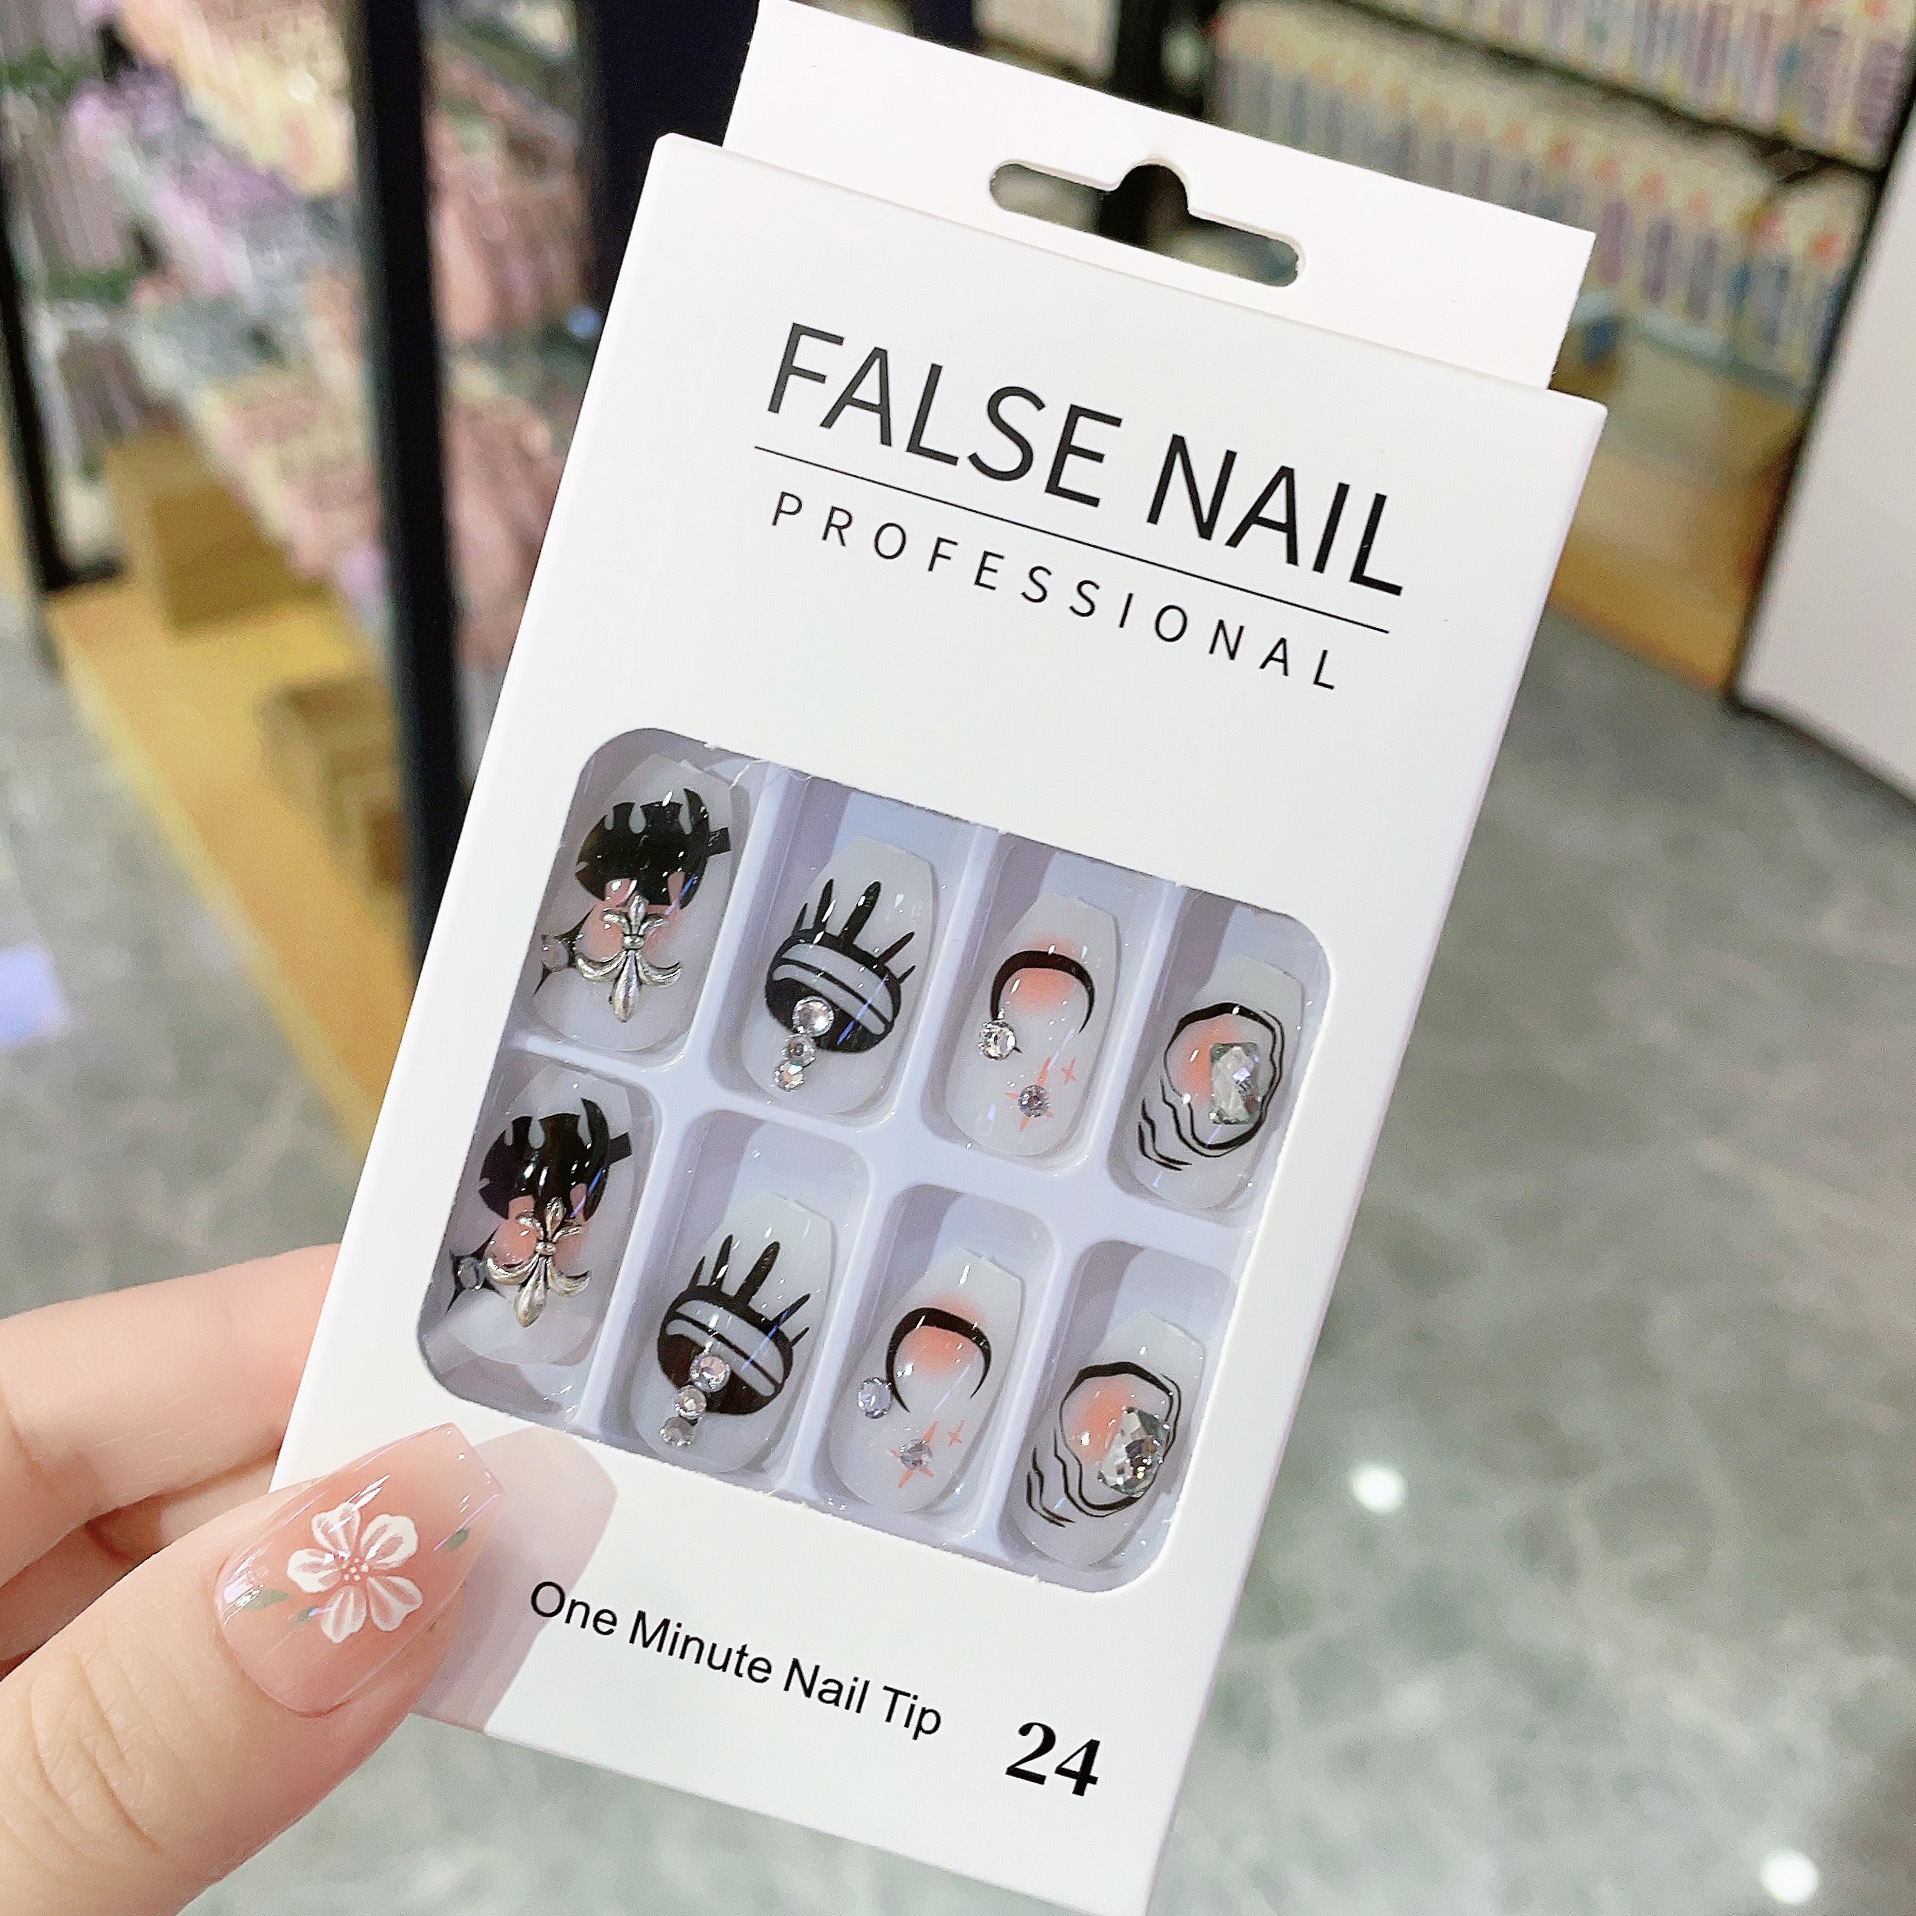 FALSE NAIL
PROFESSIONAL
One Minute Nail Tip 24